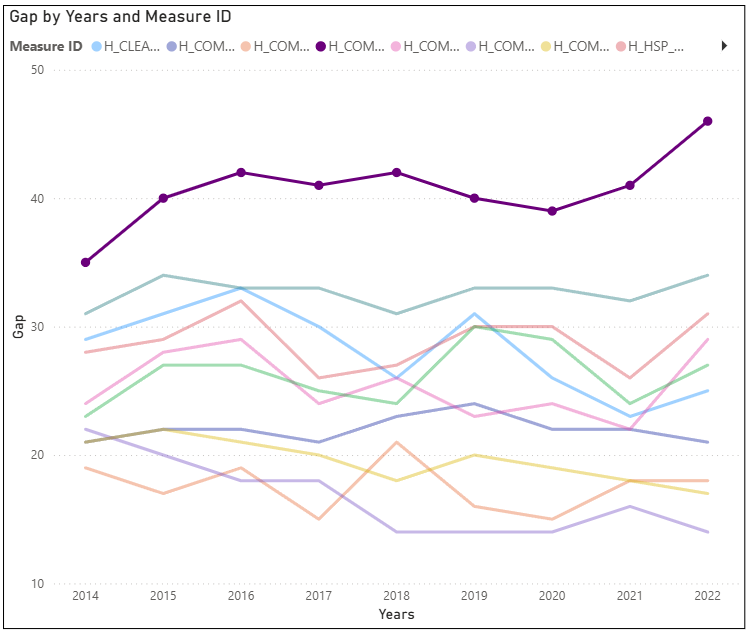 Gap by Years and Measure ID
Measure ID H_CLEA... H_COM... H_COM... H_COM... H_COM... H_COM... H_COM... H_HSP_...
50
40
30
20
10
Gap
2014 2015 2016 2017 2018 2019 2020 2021 2022
Years